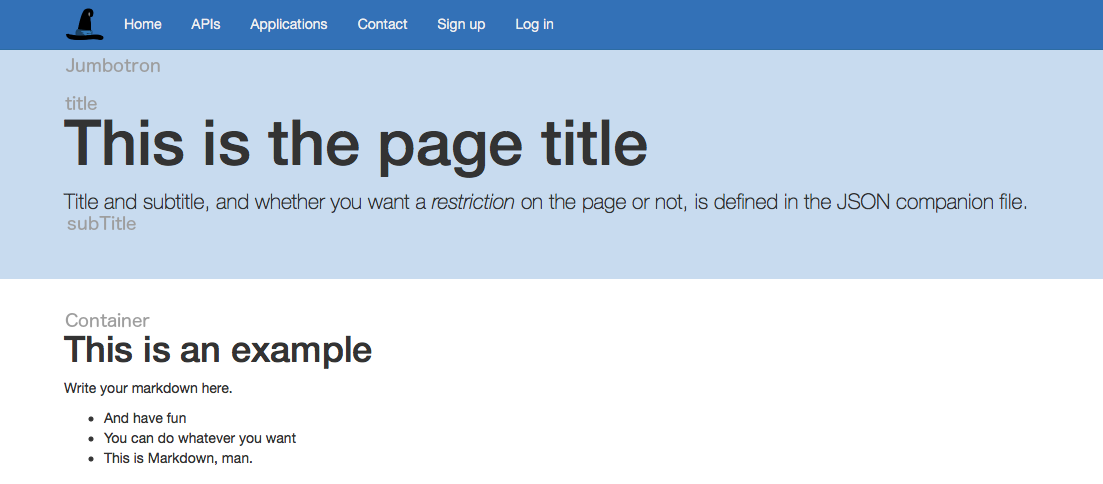 Home APIs Applications Contact Sign up Log in
Jumbotron
title
This is the page title
Title and subtitle, and whether you want a restriction on the page or not, is defined in the JSON companion file.
subTitle
Container
This is an example
Write your markdown here.
And have fun
You can do whatever you want
This is Markdown, man.